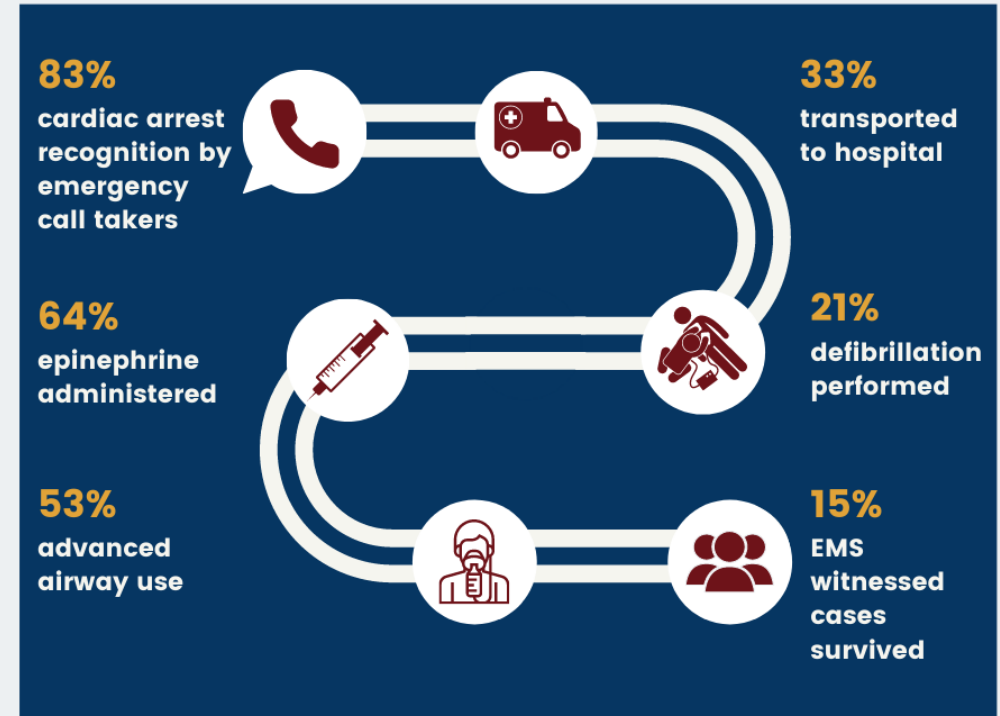 83%
cardiac arrest
recognition by
emergency
call takers
33%
transported
to hospital
21%
defibrillation
performed
64%
epinephrine
administered
53%
advanced
airway use
15%
EMS
witnessed
cases
survived